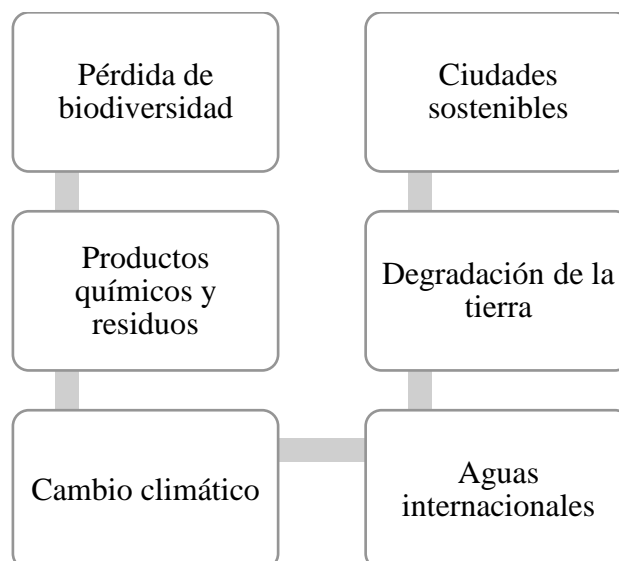 Pérdida de
biodiversidad
Productos
químicos y
residuos
Cambio climático
Aguas
internacionales
Degradación de la
tierra
Ciudades
sostenibles